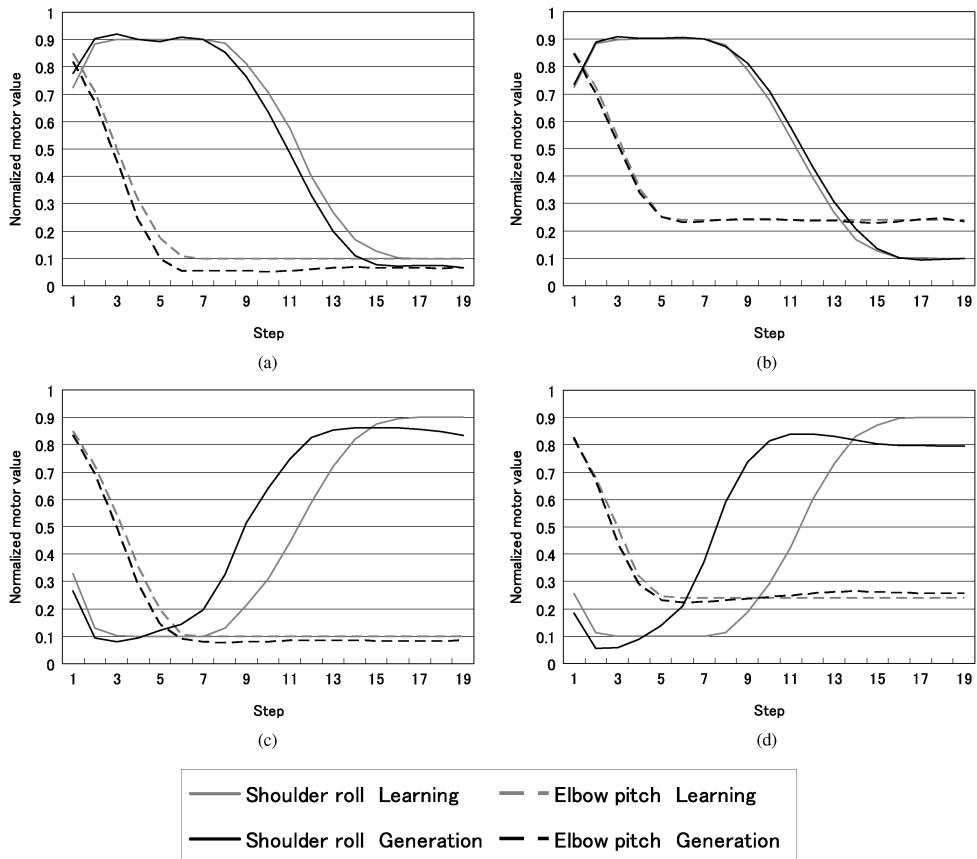 1
0.9
0.8
0.7
0.6
0.5
0.4
0.3
0.2
0.1
0
Normalized motor value
1 3 5 7 9 11 13 15 17 19
Step
(a)
1
0.9
0.8
0.7
0.6
0.5
0.4
0.3
0.2
0.1
0
Normalized motor value
1 3 5 7 9 11 13 15 17 19
Step
(b)
1
0.9
0.8
0.7
0.6
0.5
0.4
0.3
0.2
0.1
0
Normalized motor value
1 3 5 7 9 11 13 15 17 19
Step
(c)
1
0.9
0.8
0.7
0.6
0.5
0.4
0.3
0.2
0.1
0
Normalized motor value
1 3 5 7 9 11 13 15 17 19
Step
(d)
Shoulder roll Learning
Elbow pitch Learning
Shoulder roll Generation
Elbow pitch Generation